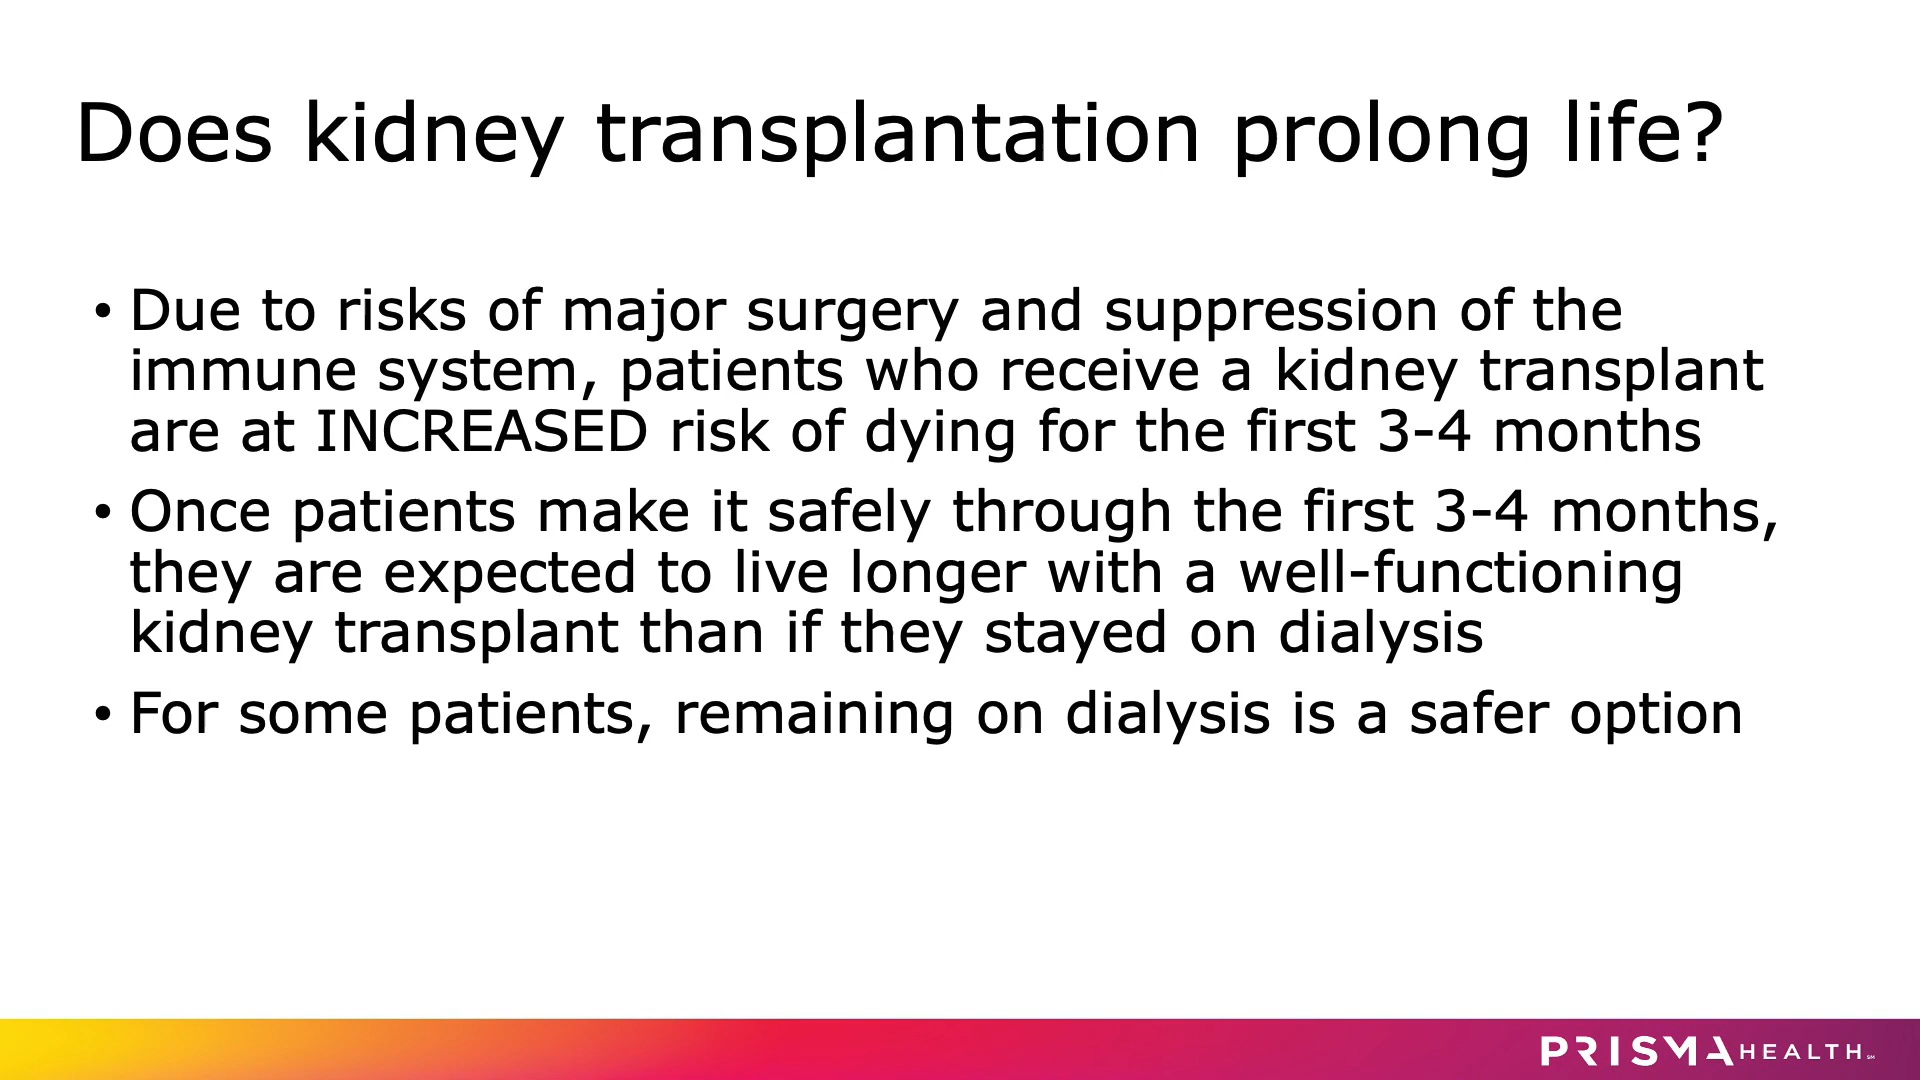 Does kidney transplantation prolong life?
• Due to risks of major surgery and suppression of the
immune system, patients who receive a kidney transplant
are at INCREASED risk of dying for the first 3-4 months
• Once patients make it safely through the first 3-4 months,
they are expected to live longer with a well-functioning
kidney transplant than if they stayed on dialysis
• For some patients, remaining on dialysis is a safer option
PRISMA HEALTH℠